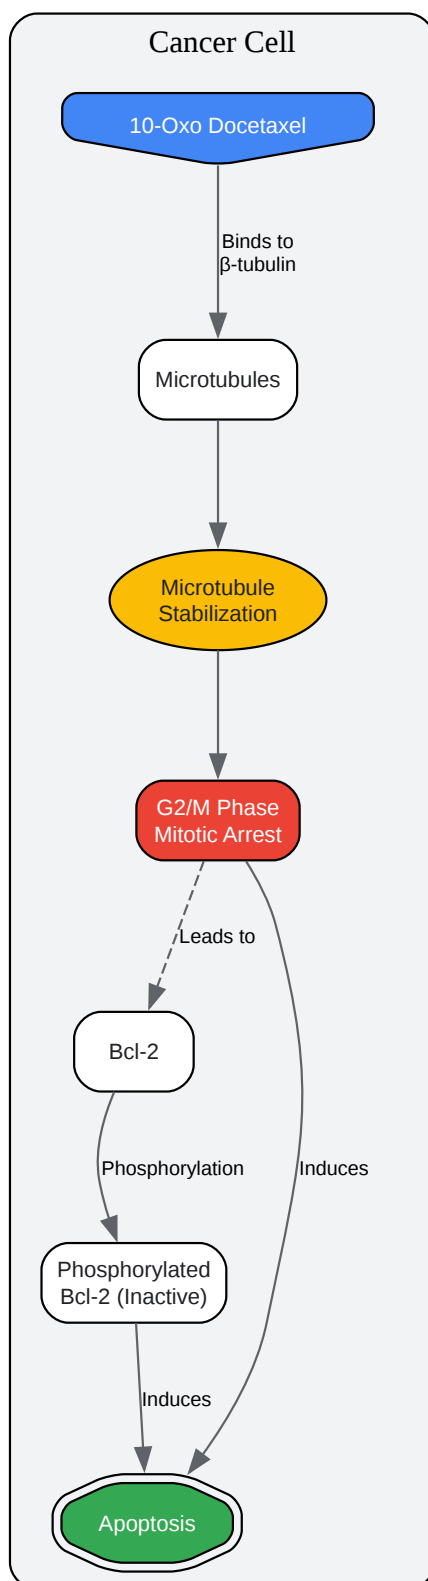 Cancer Cell
10-Oxo Docetaxel
Binds to
β-tubulin
Microtubules
Microtubule
Stabilization
G2/M Phase
Mitotic Arrest
Leads to
Bcl-2
Phosphorylation
Induces
Phosphorylated
Bcl-2 (Inactive)
Induces
Apoptosis